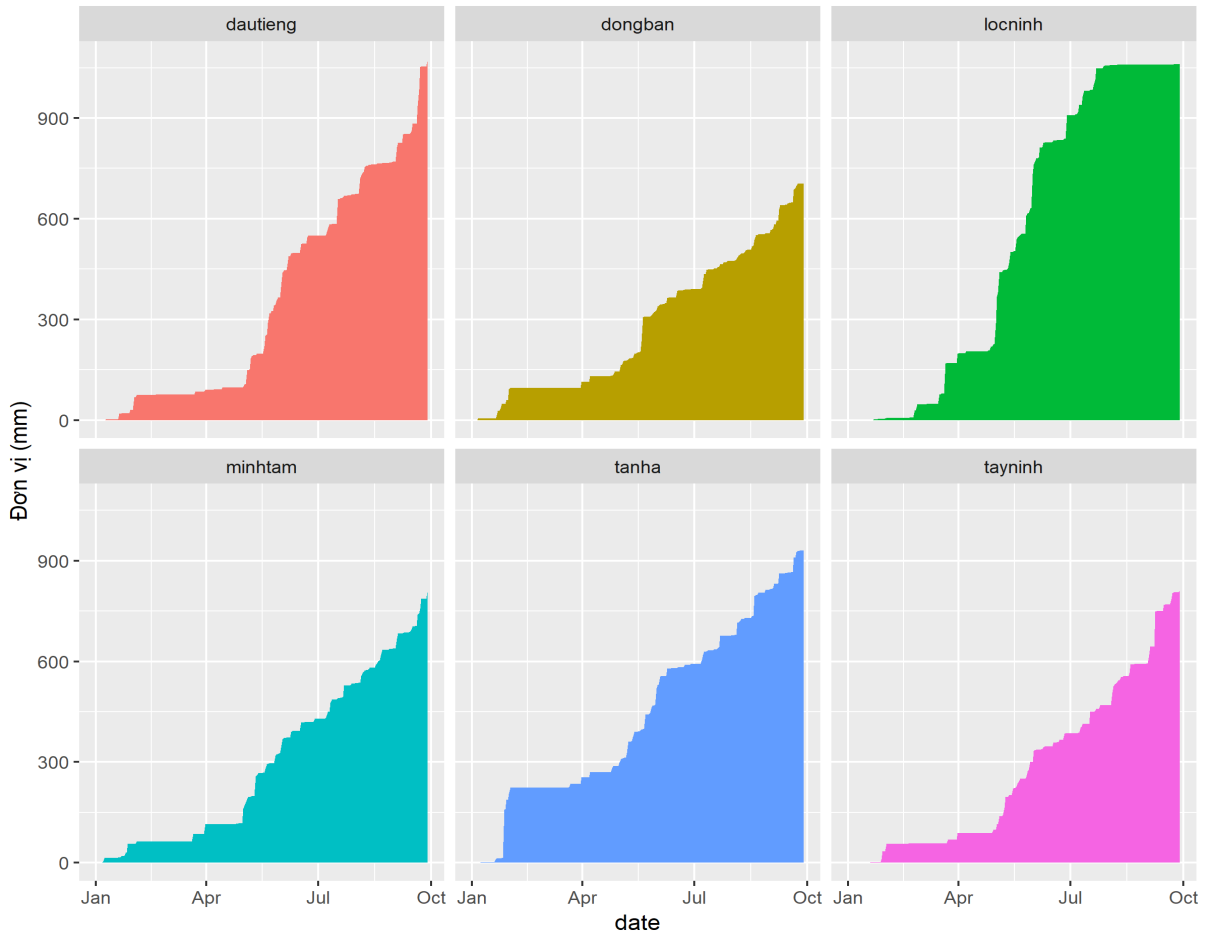 dautieng dongban locninh
900
600
300
0
Đơn vị (mm)
minhtam tanha tayninh
900
600
300
0
Jan Apr Jul Oct Jan Apr Jul Oct Jan Apr Jul Oct
date